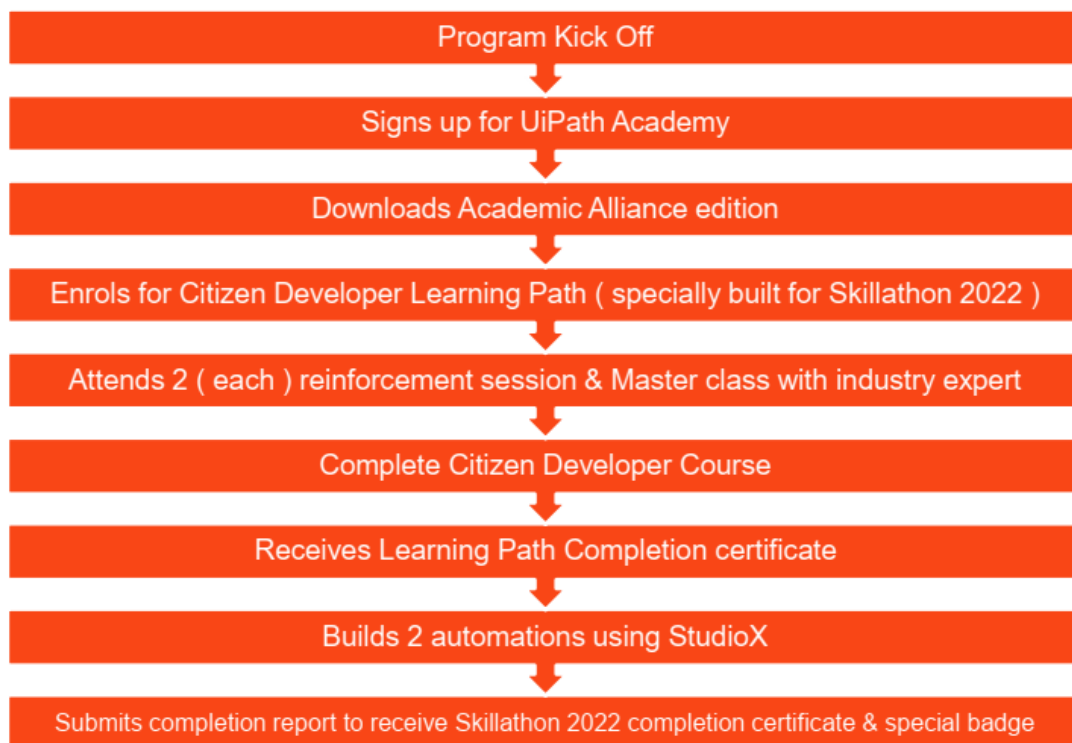 Program Kick Off
Signs up for UiPath Academy
Downloads Academic Alliance edition
Enrols for Citizen Developer Learning Path ( specially built for Skillathon 2022 )
Attends 2 ( each ) reinforcement session & Master class with industry expert
Complete Citizen Developer Course
Receives Learning Path Completion certificate
Builds 2 automations using StudioX
Submits completion report to receive Skillathon 2022 completion certificate & special badge